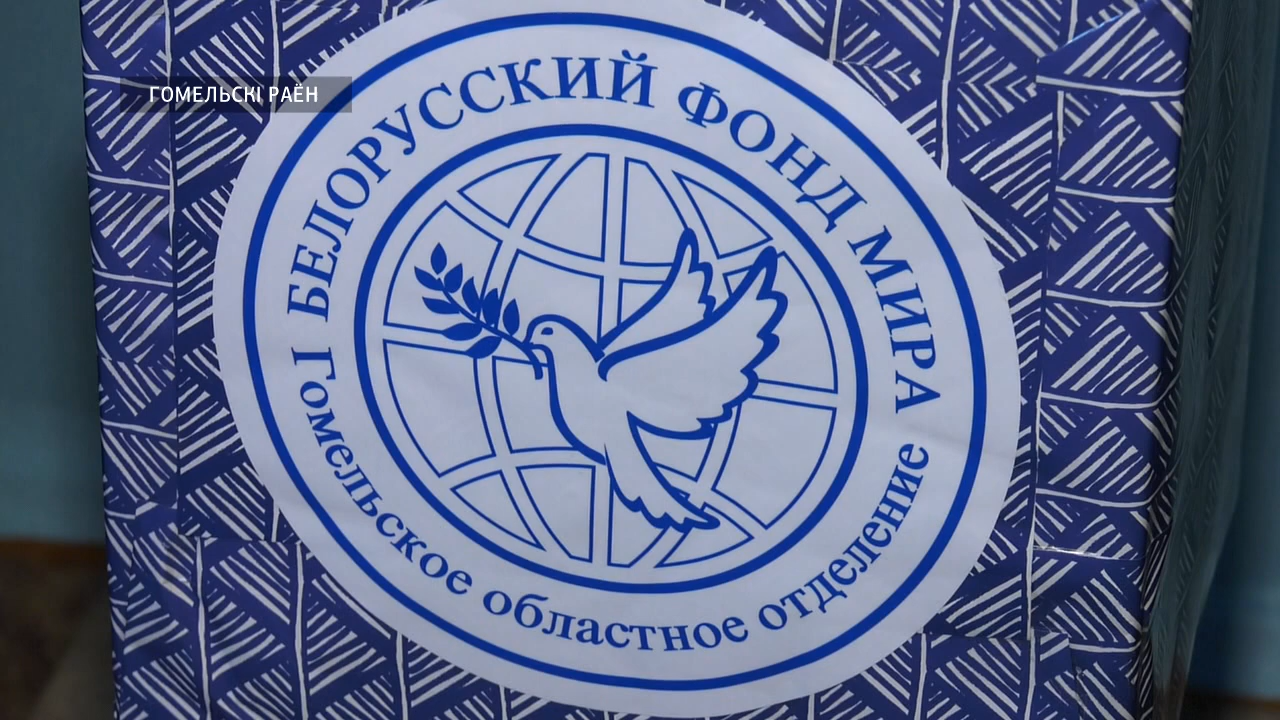 ГОМЕЛЬСКІ РАЁН
БЕЛОРУССКИЙ ФОНД МИРА
Гомельское областное отделение